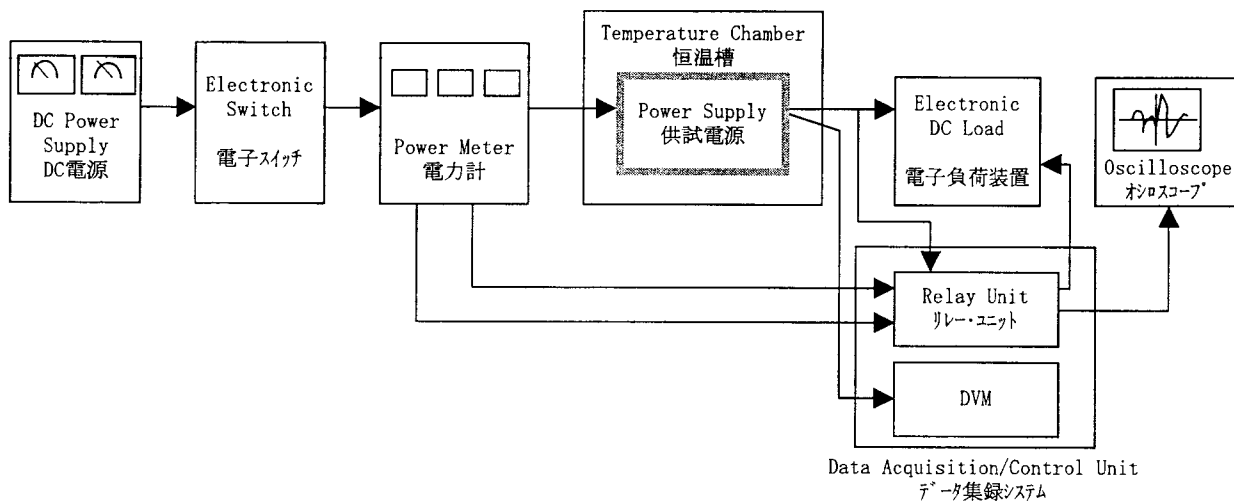 DC Power
Supply
DC電源
Electronic
Switch
電子ｽｲｯﾁ
Power Meter
電力計
Temperature Chamber
恒温槽
Power Supply
供試電源
Electronic
DC Load
電子負荷装置
Oscilloscope
ｵｼﾛｽｺｰﾌﾟ
Relay Unit
ﾘﾚｰ･ﾕﾆｯﾄ
DVM
Data Acquisition/Control Unit
ﾃﾞｰﾀ集録ｼｽﾃﾑ